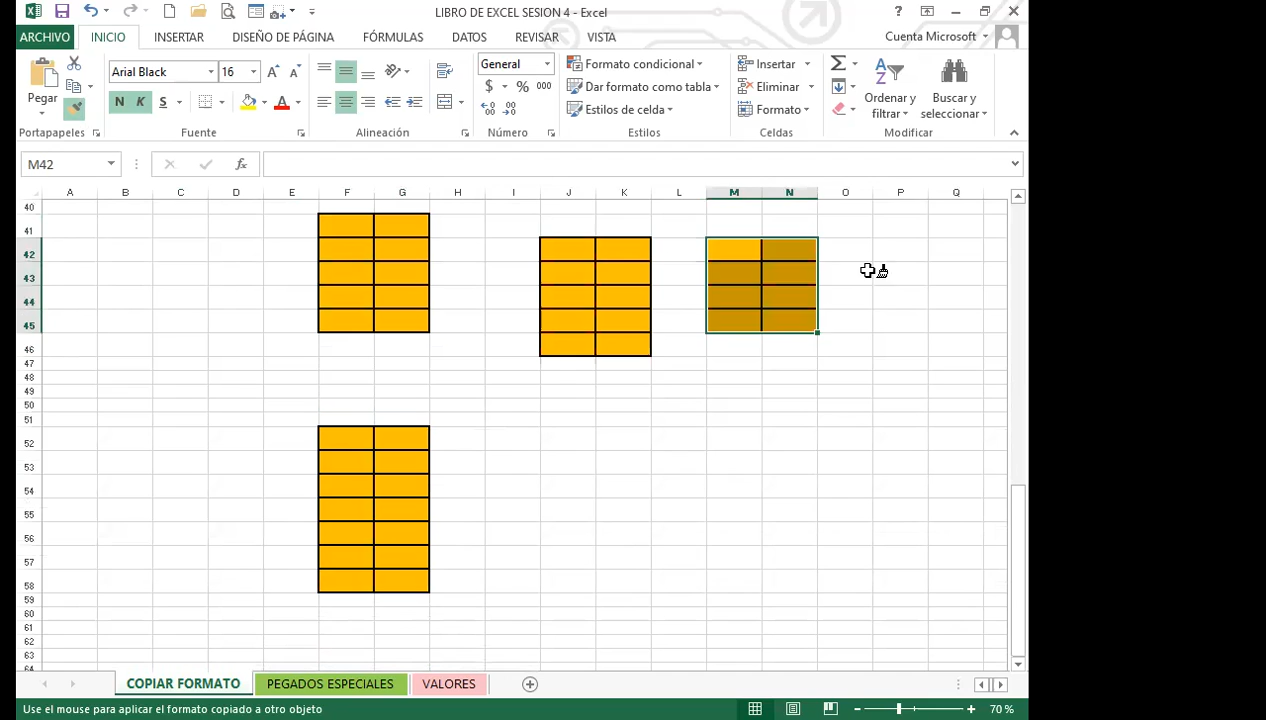 LIBRO DE EXCEL SESION 4 - Excel
?
ARCHIVO INICIO INSERTAR DISEÑO DE PÁGINA FÓRMULAS DATOS REVISAR VISTA Cuenta Microsoft
Pegar
Portapapeles
Arial Black 16
N K S A
Fuente
Alineación
General
$ % 000
Número
Formato condicional
Dar formato como tabla
Estilos de celda
Estilos
Insertar
Eliminar
Formato
Celdas
Ordenar y filtrar
Buscar y seleccionar
Modificar
M42 fx
A B C D E F G H I J K L M N O P Q
40
41
42
43
44
45
46
47
48
49
50
51
52
53
54
55
56
57
58
59
60
61
62
63
64
COPIAR FORMATO PEGADOS ESPECIALES VALORES
Use el mouse para aplicar el formato copiado a otro objeto 70 %